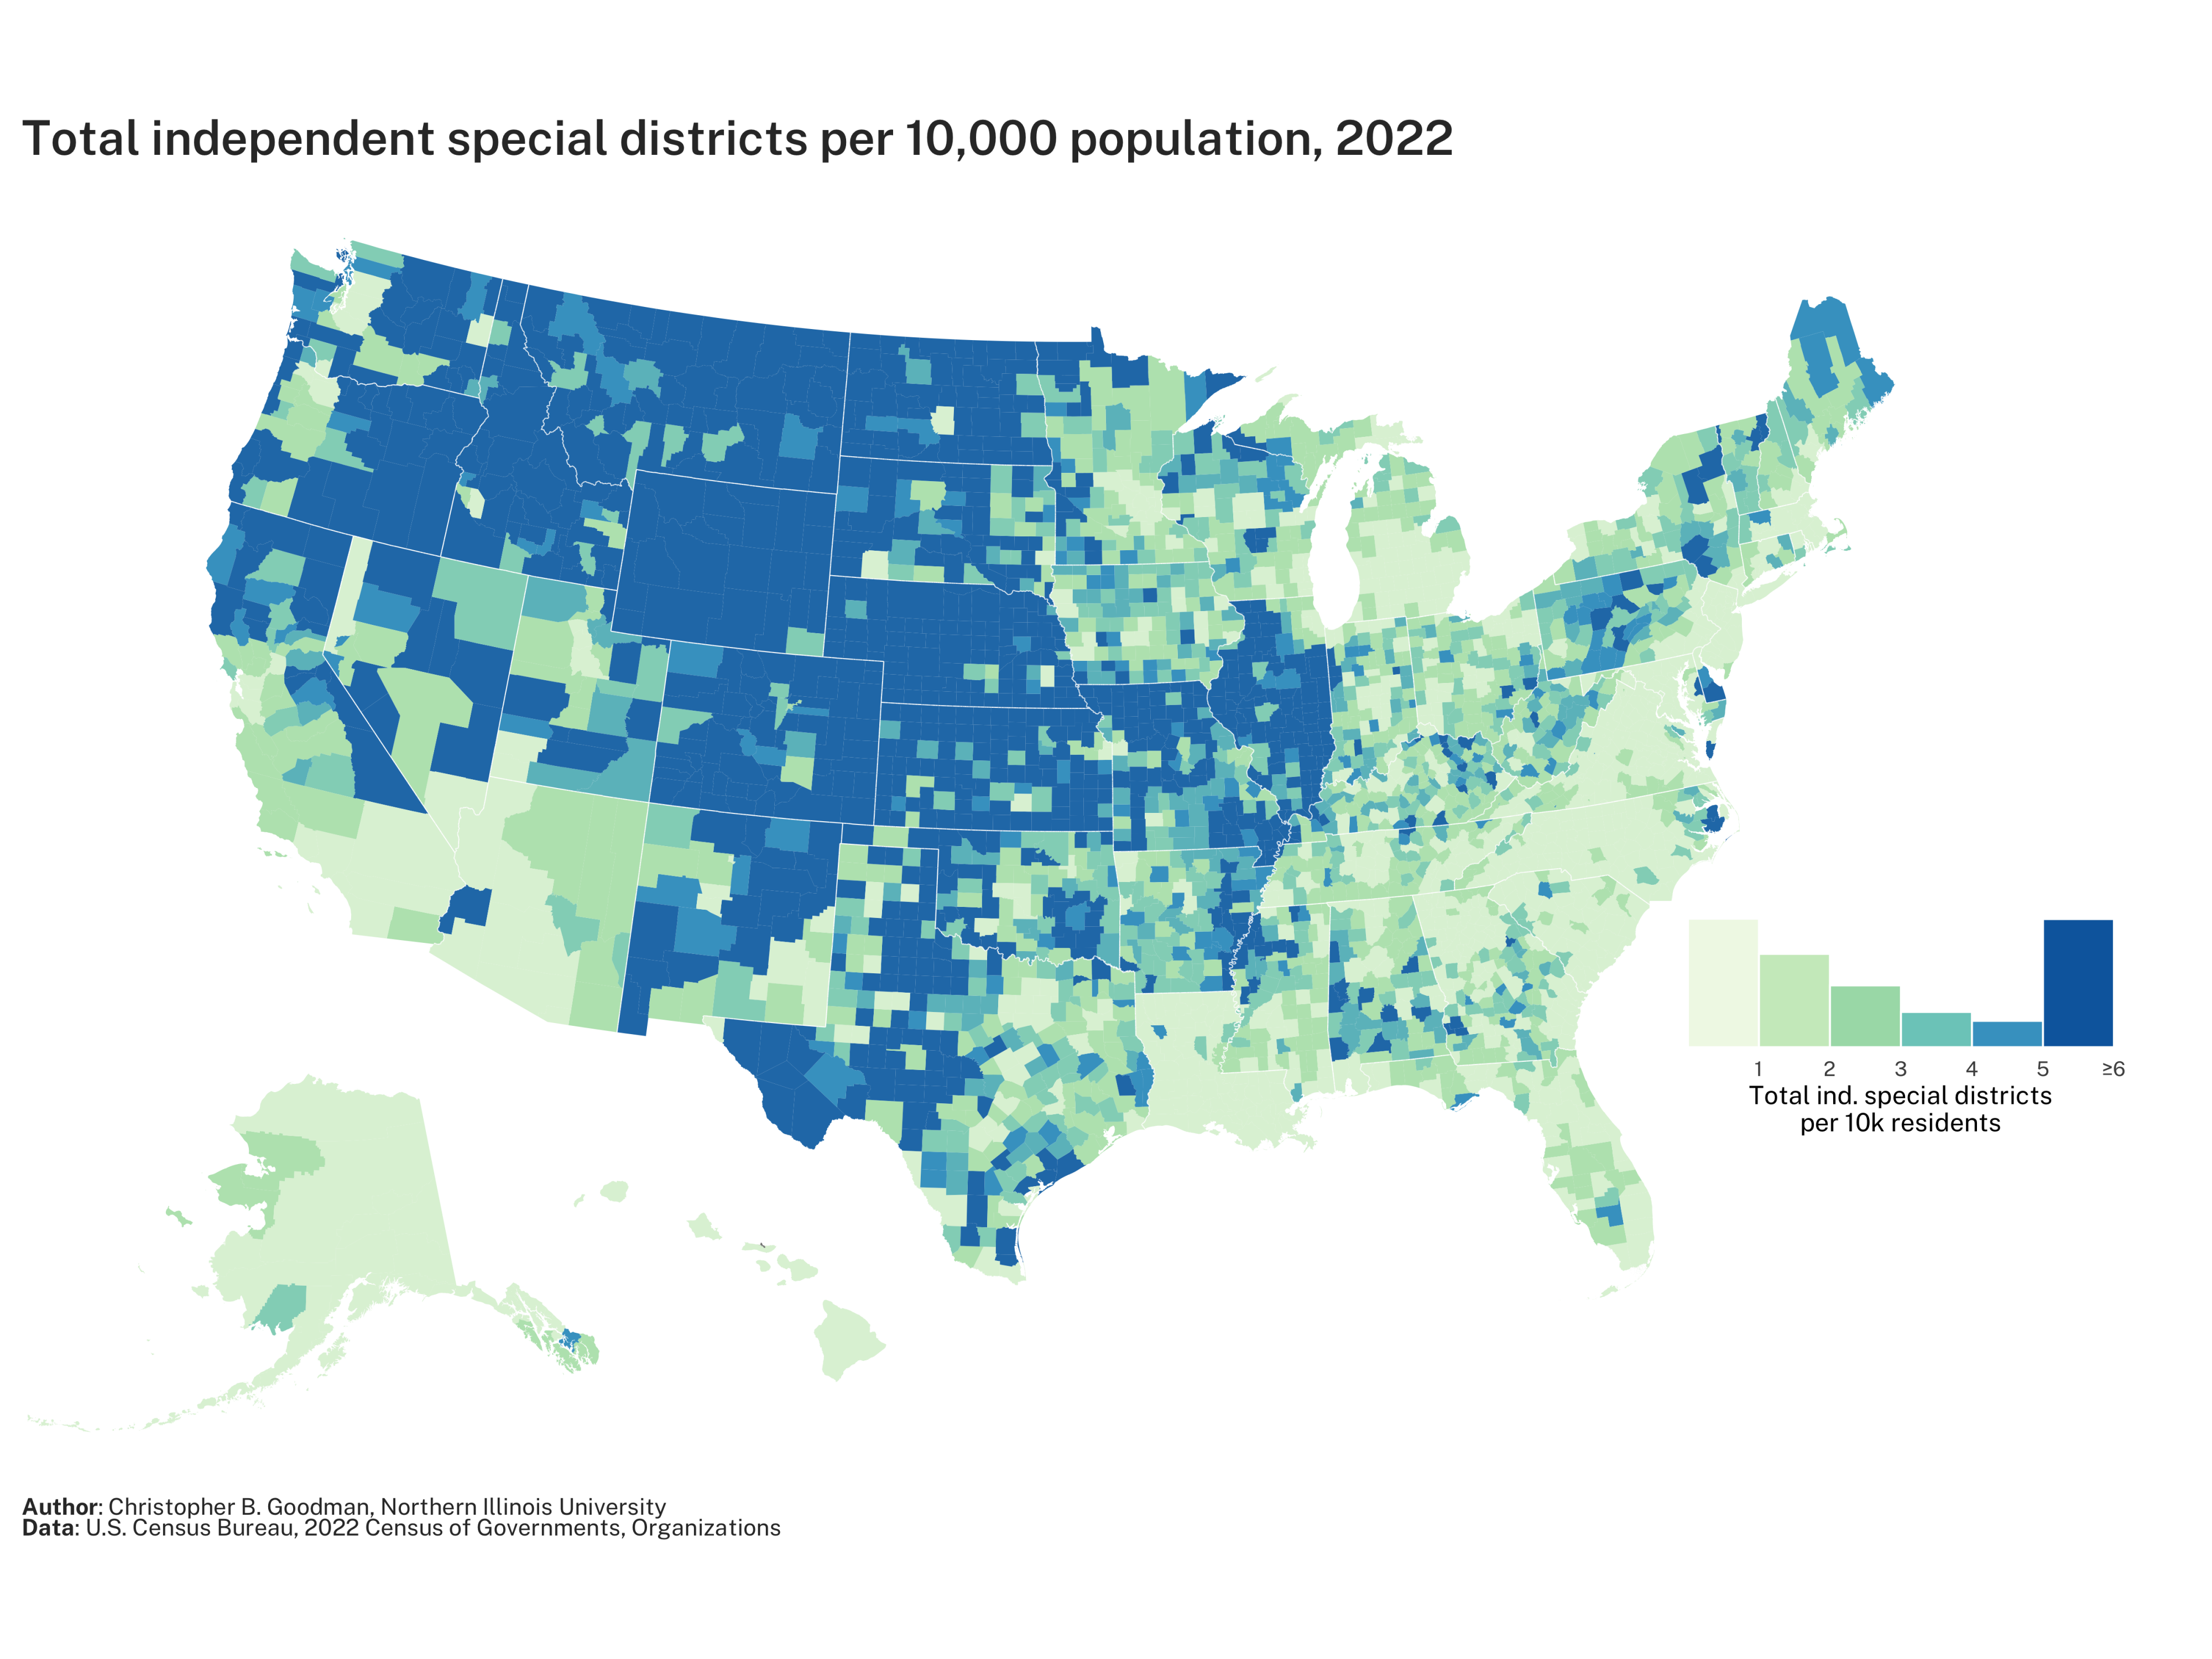 Total independent special districts per 10,000 population, 2022
1 2 3 4 5 ≥6
Total ind. special districts
per 10k residents
Author: Christopher B. Goodman, Northern Illinois University
Data: U.S. Census Bureau, 2022 Census of Governments, Organizations